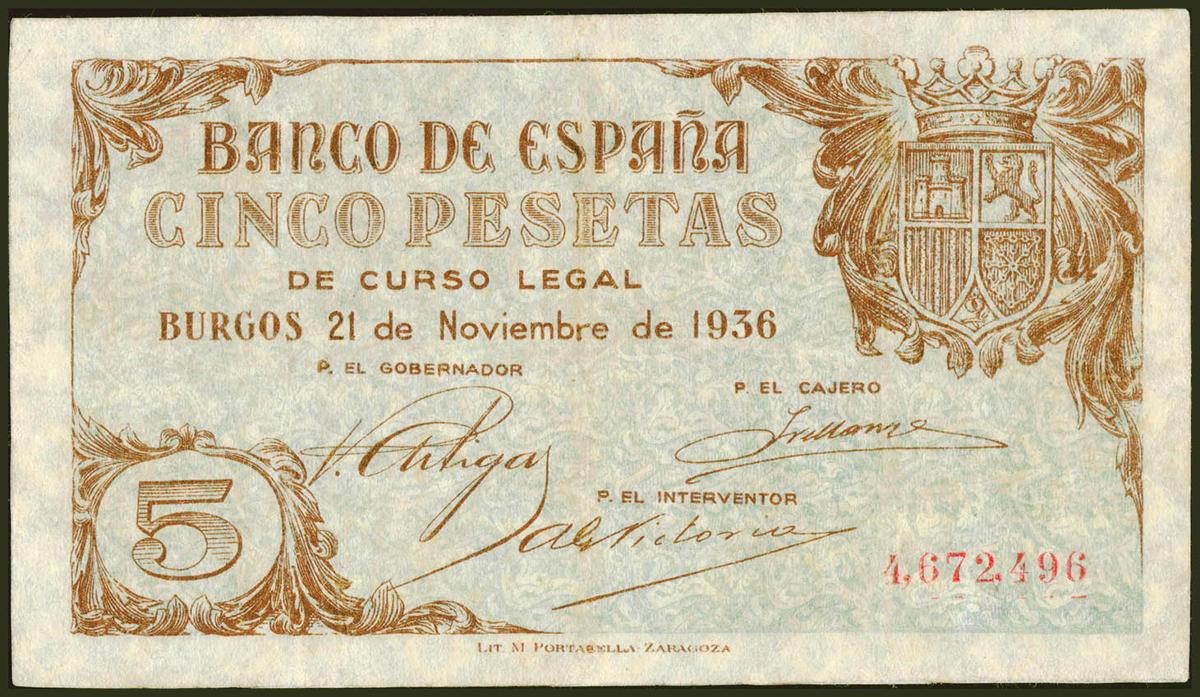 BANCO DE ESPAÑA
CINCO PESETAS
DE CURSO LEGAL
BURGOS 21 de Noviembre de 1936
P. EL GOBERNADOR
P. EL CAJERO
P. EL INTERVENTOR
5
4,672,496
LIT. M PORTABELLA ZARAGOZA